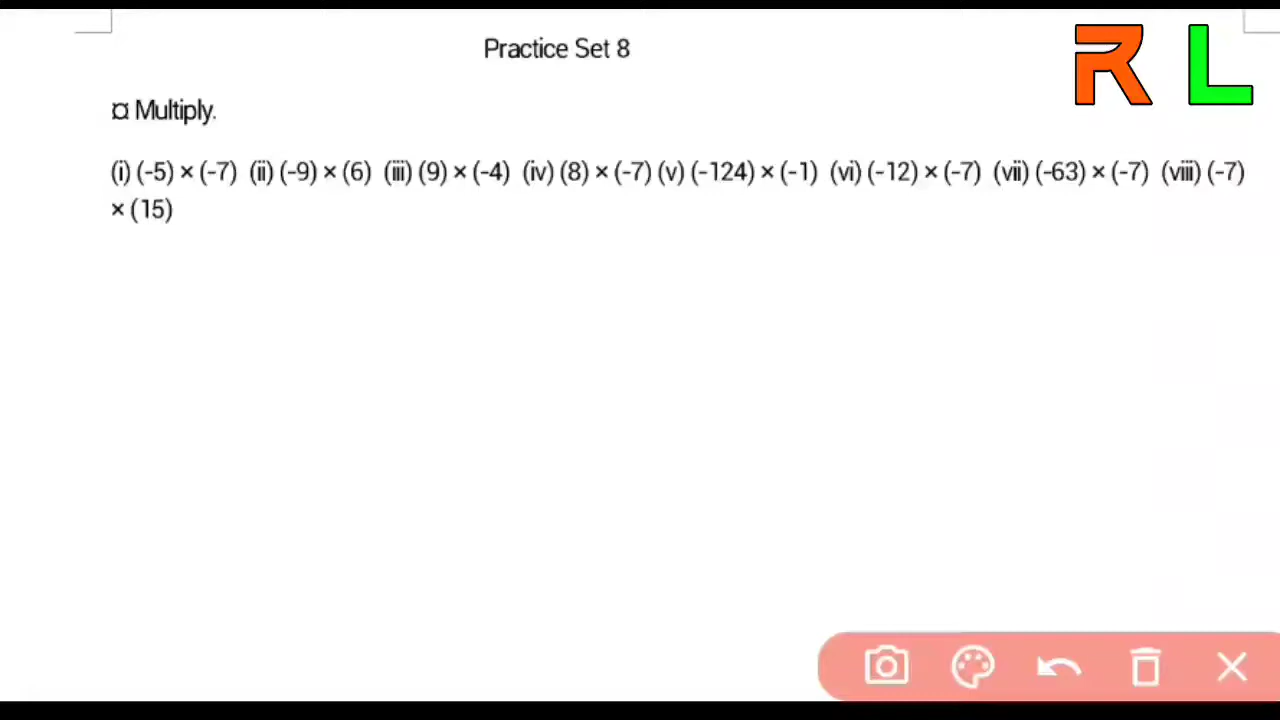 R L
Practice Set 8
¤ Multiply.
(i) (-5) × (-7) (ii) (-9) × (6) (iii) (9) × (-4) (iv) (8) × (-7) (v) (-124) × (-1) (vi) (-12) × (-7) (vii) (-63) × (-7) (viii) (-7)
× (15)